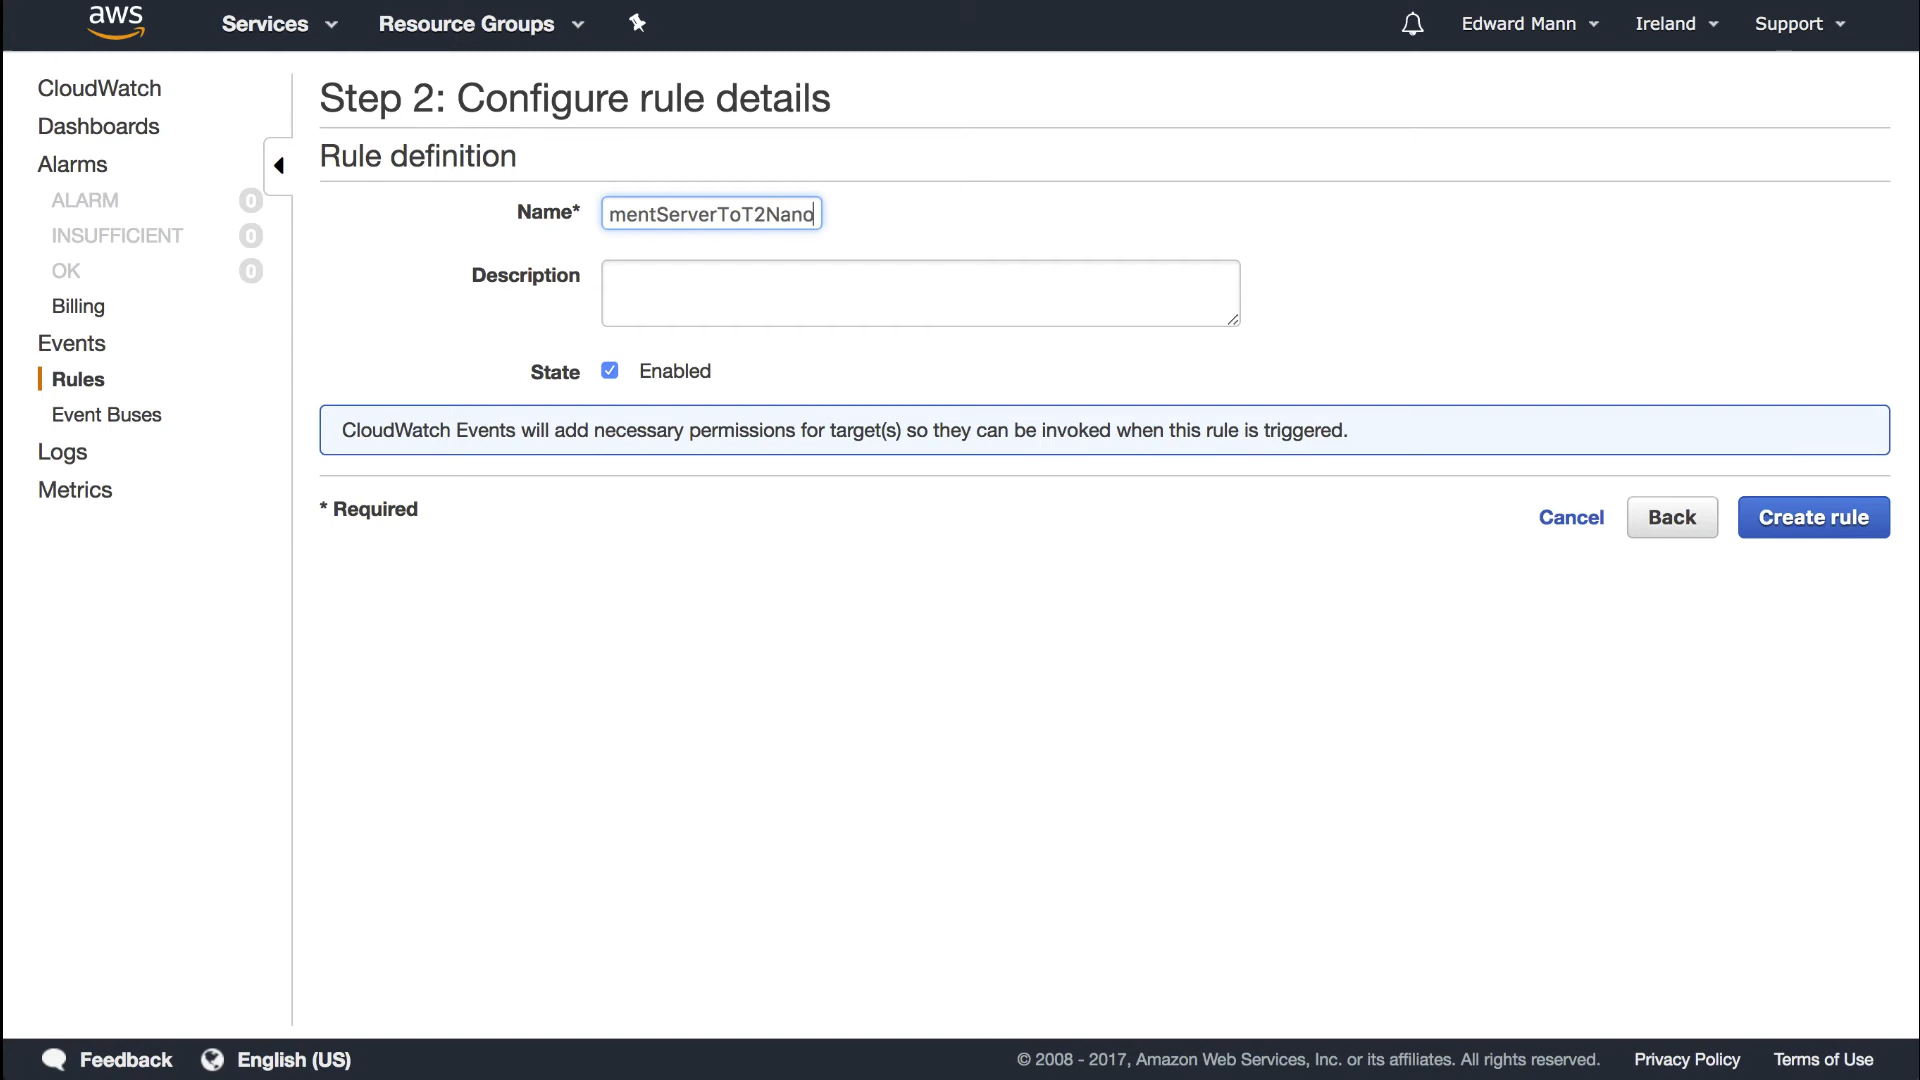 aws Services Resource Groups Edward Mann Ireland Support
CloudWatch
Dashboards
Alarms
ALARM 0
INSUFFICIENT 0
OK 0
Billing
Events
Rules
Event Buses
Logs
Metrics
Step 2: Configure rule details
Rule definition
Name* mentServerToT2Nano
Description
State Enabled
CloudWatch Events will add necessary permissions for target(s) so they can be invoked when this rule is triggered.
* Required
Cancel Back Create rule
Feedback English (US) © 2008 - 2017, Amazon Web Services, Inc. or its affiliates. All rights reserved. Privacy Policy Terms of Use